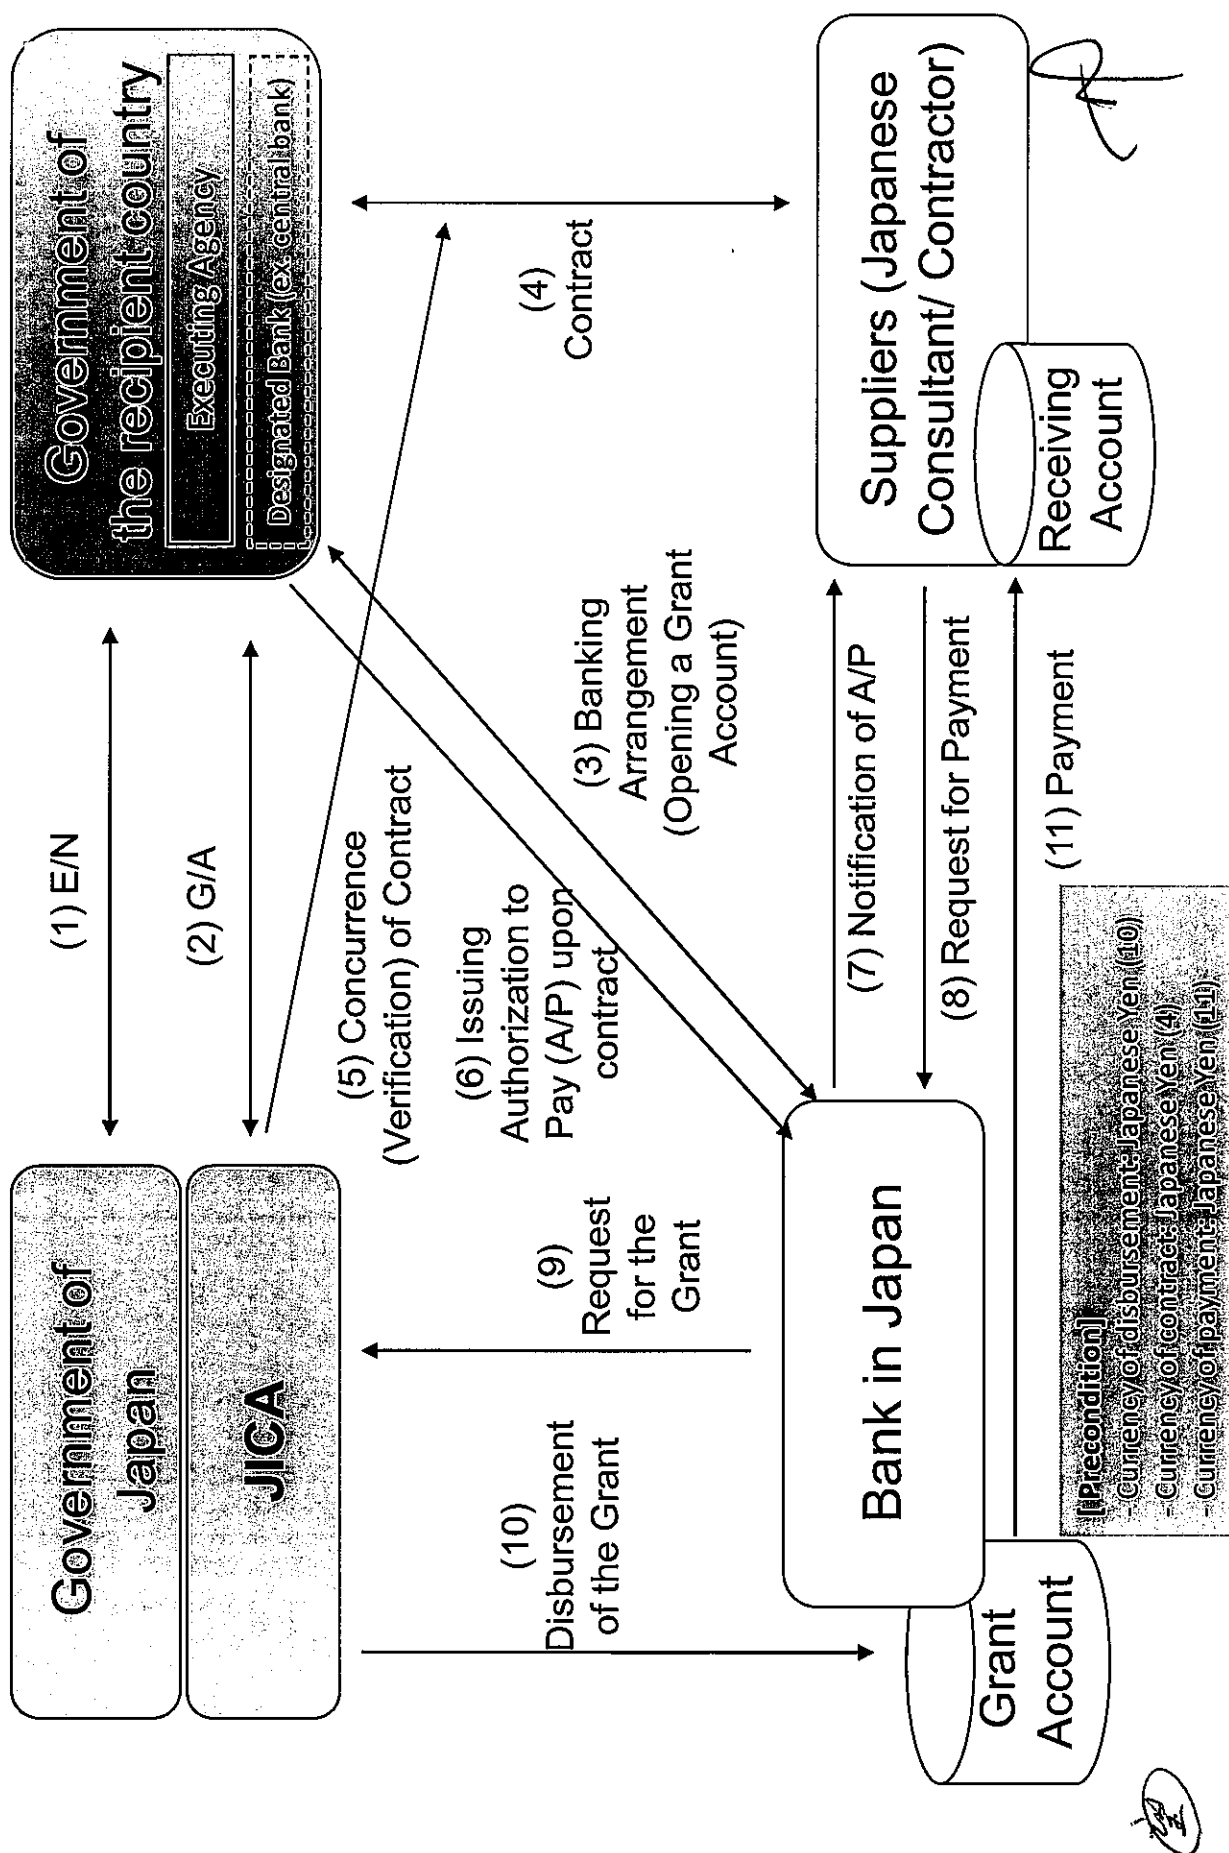 Government of
Japan
JICA
(1) E/N
(2) G/A
Government of
the recipient country
Executing Agency
Designated Bank (ex. central bank)
(5) Concurrence
(Verification) of Contract
(6) Issuing
Authorization to
Pay (A/P) upon
contract
(4)
Contract
(3) Banking
Arrangement
(Opening a Grant
Account)
(9)
Request
for the
Grant
(10)
Disbursement
of the Grant
Bank in Japan
Grant
Account
(7) Notification of A/P
(8) Request for Payment
(11) Payment
Suppliers (Japanese
Consultant/ Contractor)
Receiving
Account
[Precondition]
- Currency of disbursement: Japanese Yen (10)
- Currency of contract: Japanese Yen (4)
- Currency of payment: Japanese Yen (11)